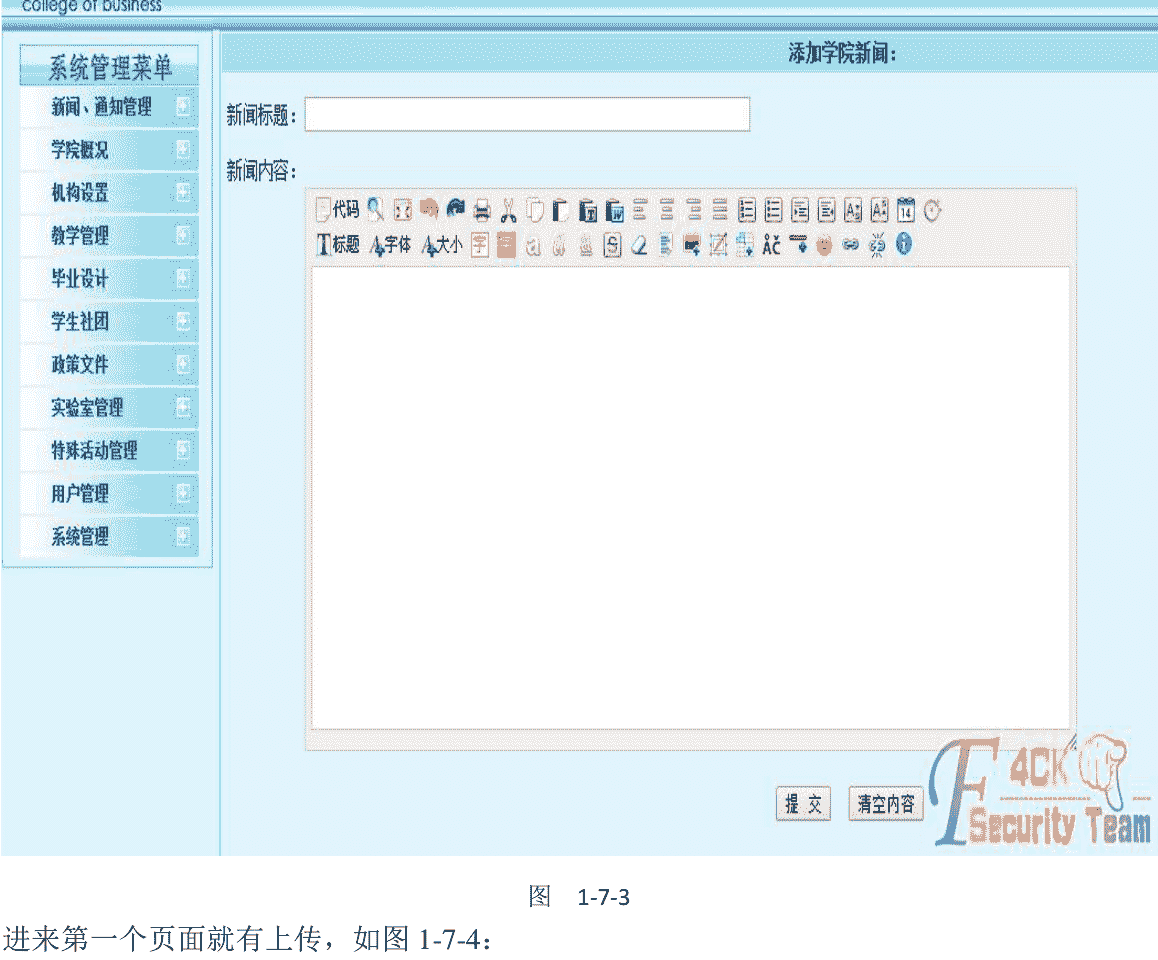 college of business
系统管理菜单
新闻、通知管理
学院概况
机构设置
教学管理
毕业设计
学生社团
政策文件
实验室管理
特殊活动管理
用户管理
系统管理
添加学院新闻：
新闻标题：
新闻内容：
代码
标题 字体 大小
提 交 清空内容
F4CK
Security Team
图 1-7-3
进来第一个页面就有上传，如图 1-7-4：